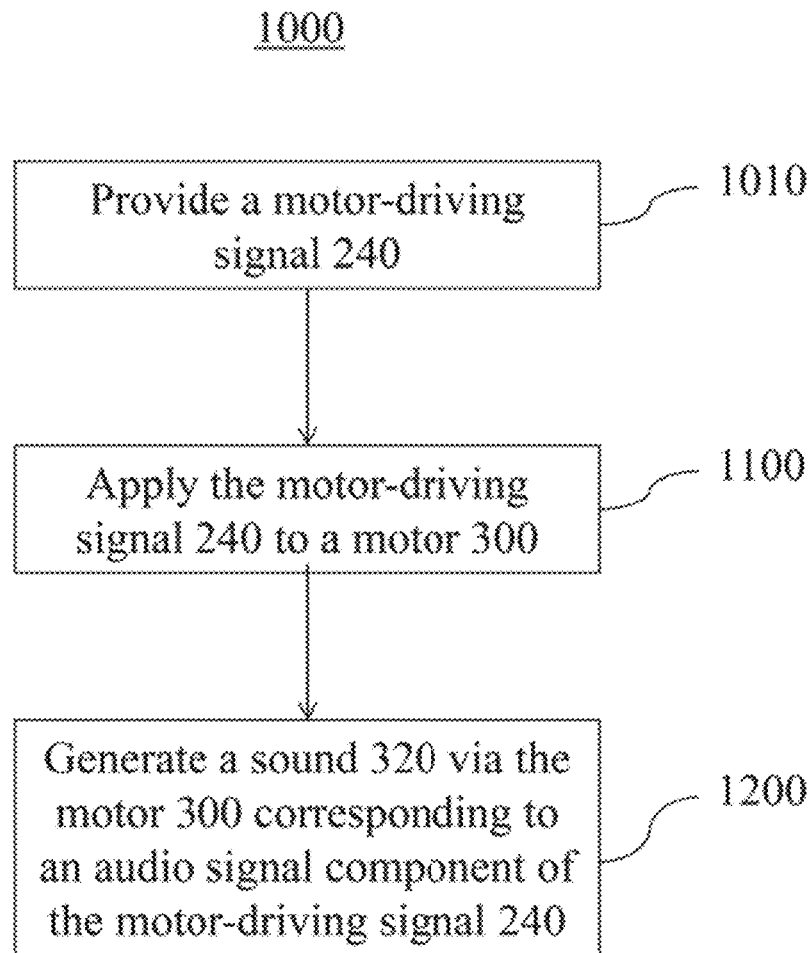 1000
Provide a motor-driving
signal 240
1010
Apply the motor-driving
signal 240 to a motor 300
1100
Generate a sound 320 via the
motor 300 corresponding to
an audio signal component of
the motor-driving signal 240
1200